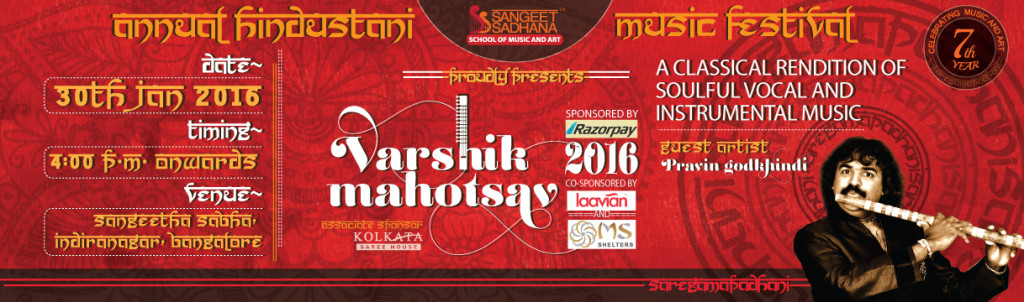 annual hindustani
SANGEET
SADHANA
SCHOOL OF MUSIC AND ART
music festival
CELEBRATING MUSIC AND ART
7th
YEAR
date~
30th jan 2016
timing~
4:00 p.m. onwards
venue~
sangeetha sabha,
indiranagar, bangalore
proudly presents
Varshik
mahotsav
associate sponsor
KOLKATA
SAREE HOUSE
SPONSORED BY
Razorpay
2016
CO-SPONSORED BY
laavian
AND
MS
SHELTERS
A CLASSICAL RENDITION OF
SOULFUL VOCAL AND
INSTRUMENTAL MUSIC
guest artist
Pravin godkhindi
saregamapadhani